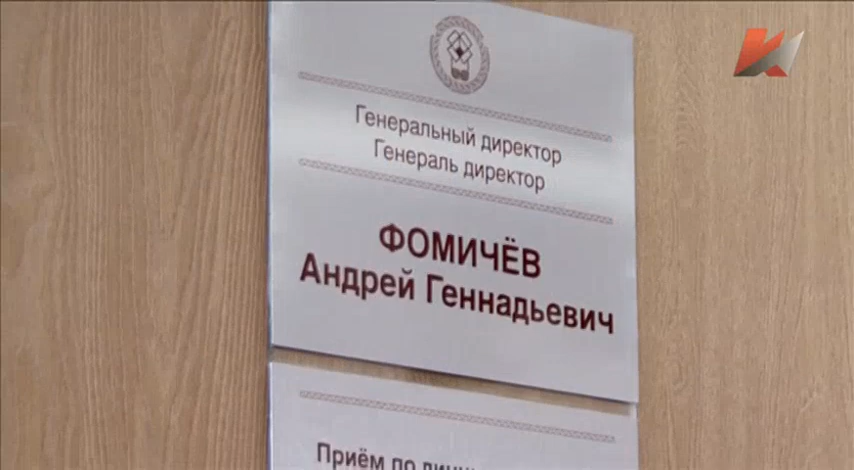 Генеральный директор
Генераль директор
ФОМИЧЁВ
Андрей Геннадьевич
Приём по